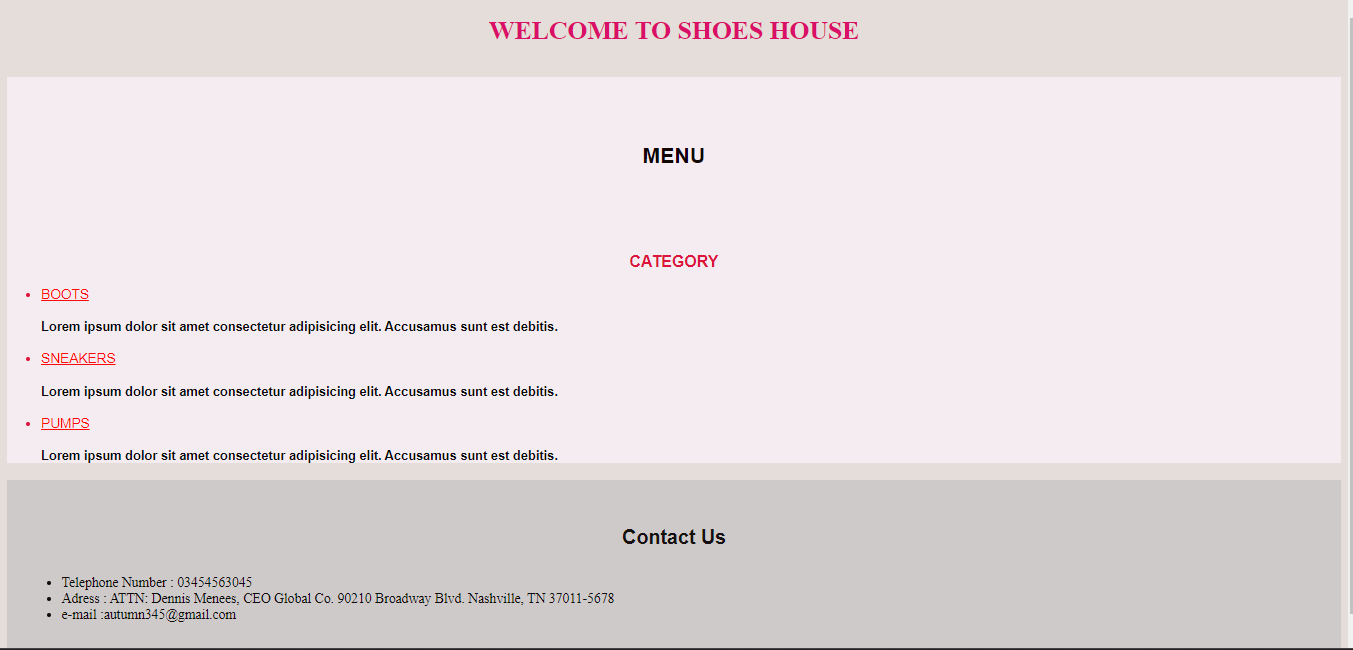 WELCOME TO SHOES HOUSE
MENU
CATEGORY
BOOTS
Lorem ipsum dolor sit amet consectetur adipisicing elit. Accusamus sunt est debitis.
SNEAKERS
Lorem ipsum dolor sit amet consectetur adipisicing elit. Accusamus sunt est debitis.
PUMPS
Lorem ipsum dolor sit amet consectetur adipisicing elit. Accusamus sunt est debitis.
Contact Us
Telephone Number : 03454563045
Adress : ATTN: Dennis Menees, CEO Global Co. 90210 Broadway Blvd. Nashville, TN 37011-5678
e-mail :autumn345@gmail.com